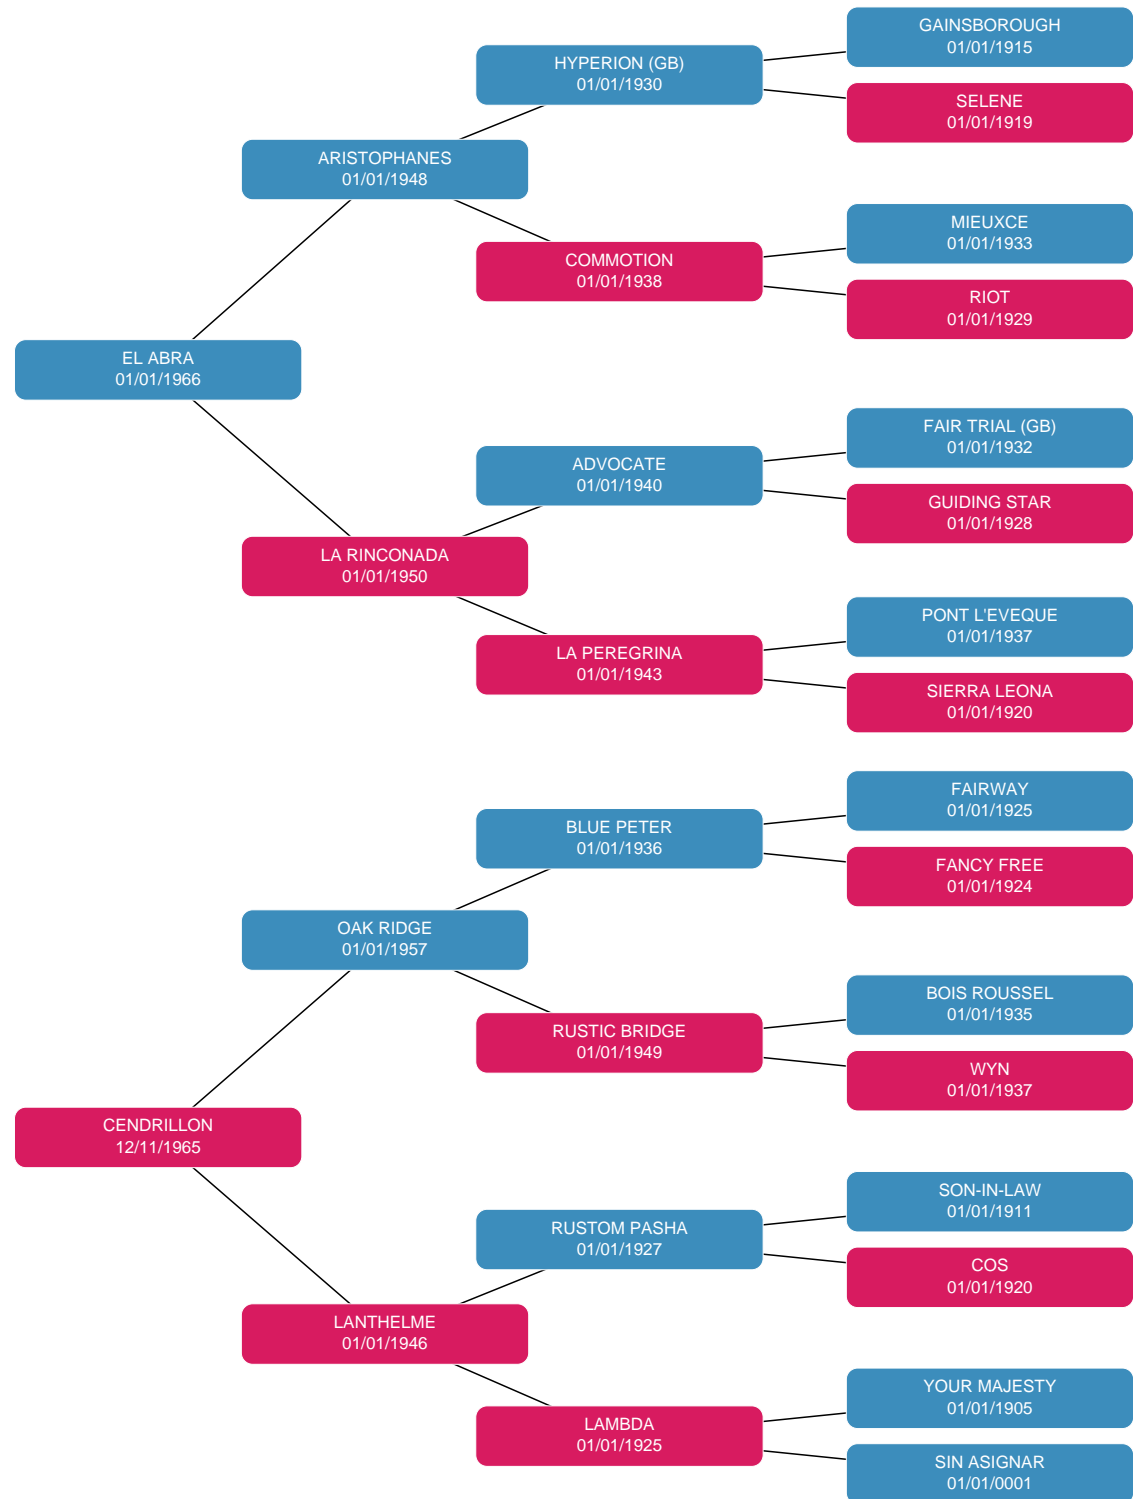 GAINSBOROUGH
01/01/1915
HYPERION (GB)
01/01/1930
SELENE
01/01/1919
ARISTOPHANES
01/01/1948
MIEUXCE
01/01/1933
COMMOTION
01/01/1938
RIOT
01/01/1929
EL ABRA
01/01/1966
FAIR TRIAL (GB)
01/01/1932
ADVOCATE
01/01/1940
GUIDING STAR
01/01/1928
LA RINCONADA
01/01/1950
PONT L'EVEQUE
01/01/1937
LA PEREGRINA
01/01/1943
SIERRA LEONA
01/01/1920
FAIRWAY
01/01/1925
BLUE PETER
01/01/1936
FANCY FREE
01/01/1924
OAK RIDGE
01/01/1957
BOIS ROUSSEL
01/01/1935
RUSTIC BRIDGE
01/01/1949
WYN
01/01/1937
CENDRILLON
12/11/1965
SON-IN-LAW
01/01/1911
RUSTOM PASHA
01/01/1927
COS
01/01/1920
LANTHELME
01/01/1946
YOUR MAJESTY
01/01/1905
LAMBDA
01/01/1925
SIN ASIGNAR
01/01/0001